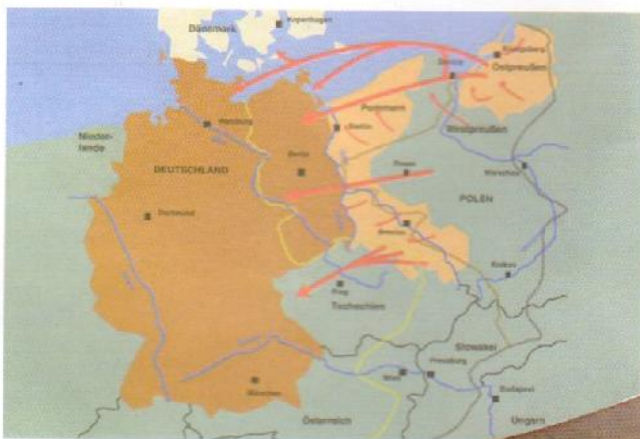 Kopenhagen
Dänemark
Königsberg
Ostpreußen
Danzig
Pommern
Stettin
Westpreußen
Hamburg
Nieder-
lande
Berlin
DEUTSCHLAND
Posen
Warschau
POLEN
Dortmund
Breslau
Krakau
Prag
Tschechien
Slowakei
Wien
Pressburg
München
Budapest
Österreich
Ungarn